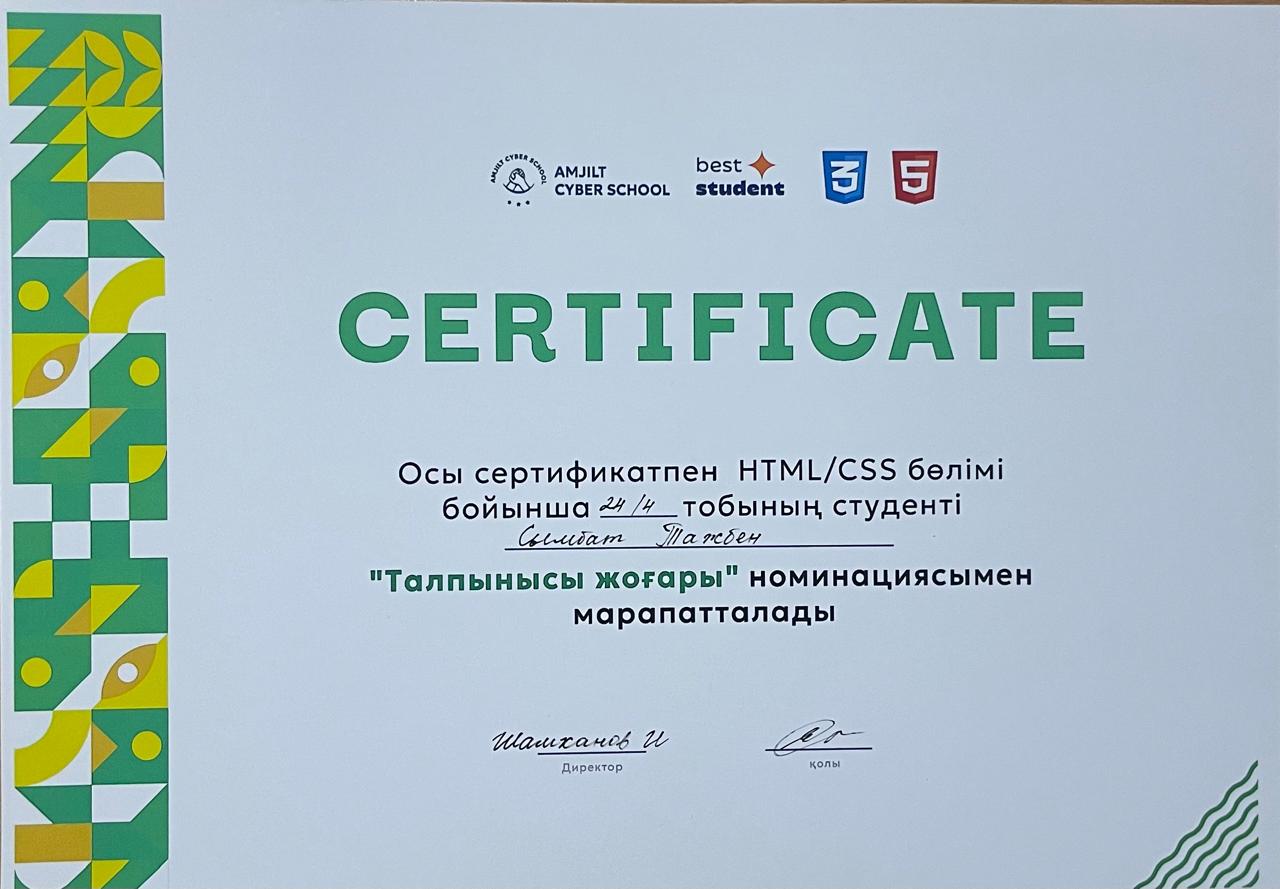 AMJILT CYBER SCHOOL
AMJILT
CYBER SCHOOL
best
student
3
5
CERTIFICATE
Осы сертификатпен HTML/CSS бөлімі
бойынша 24/4 тобының студенті
Сымбат Тажбен
"Талпынысы жоғары" номинациясымен
марапатталады
Шамханов И
Директор
қолы